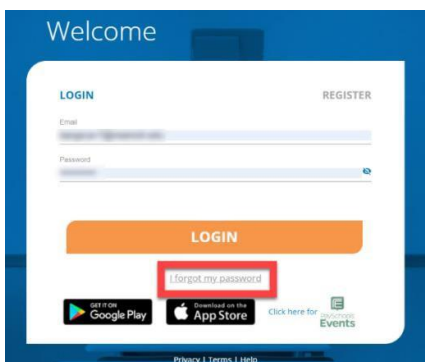 Welcome
LOGIN REGISTER
Email
Password
LOGIN
I forgot my password
GET IT ON
Google Play
Download on the
App Store
Click here for
Events
Privacy | Terms | Help